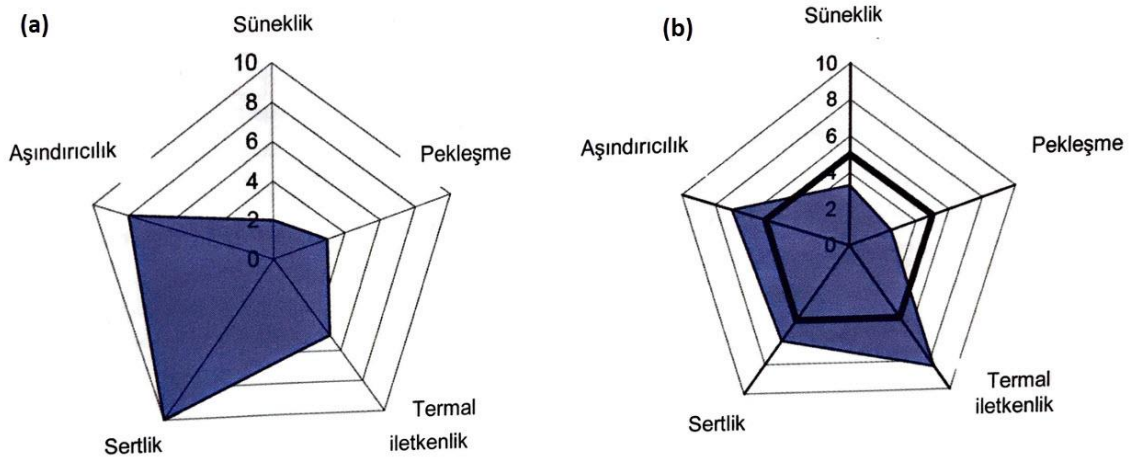 (a)
Süneklik
10
8
6
4
2
0
Aşındırıcılık
Pekleşme
Sertlik
Termal
iletkenlik
(b)
Süneklik
10
8
6
4
2
0
Aşındırıcılık
Pekleşme
Sertlik
Termal
iletkenlik